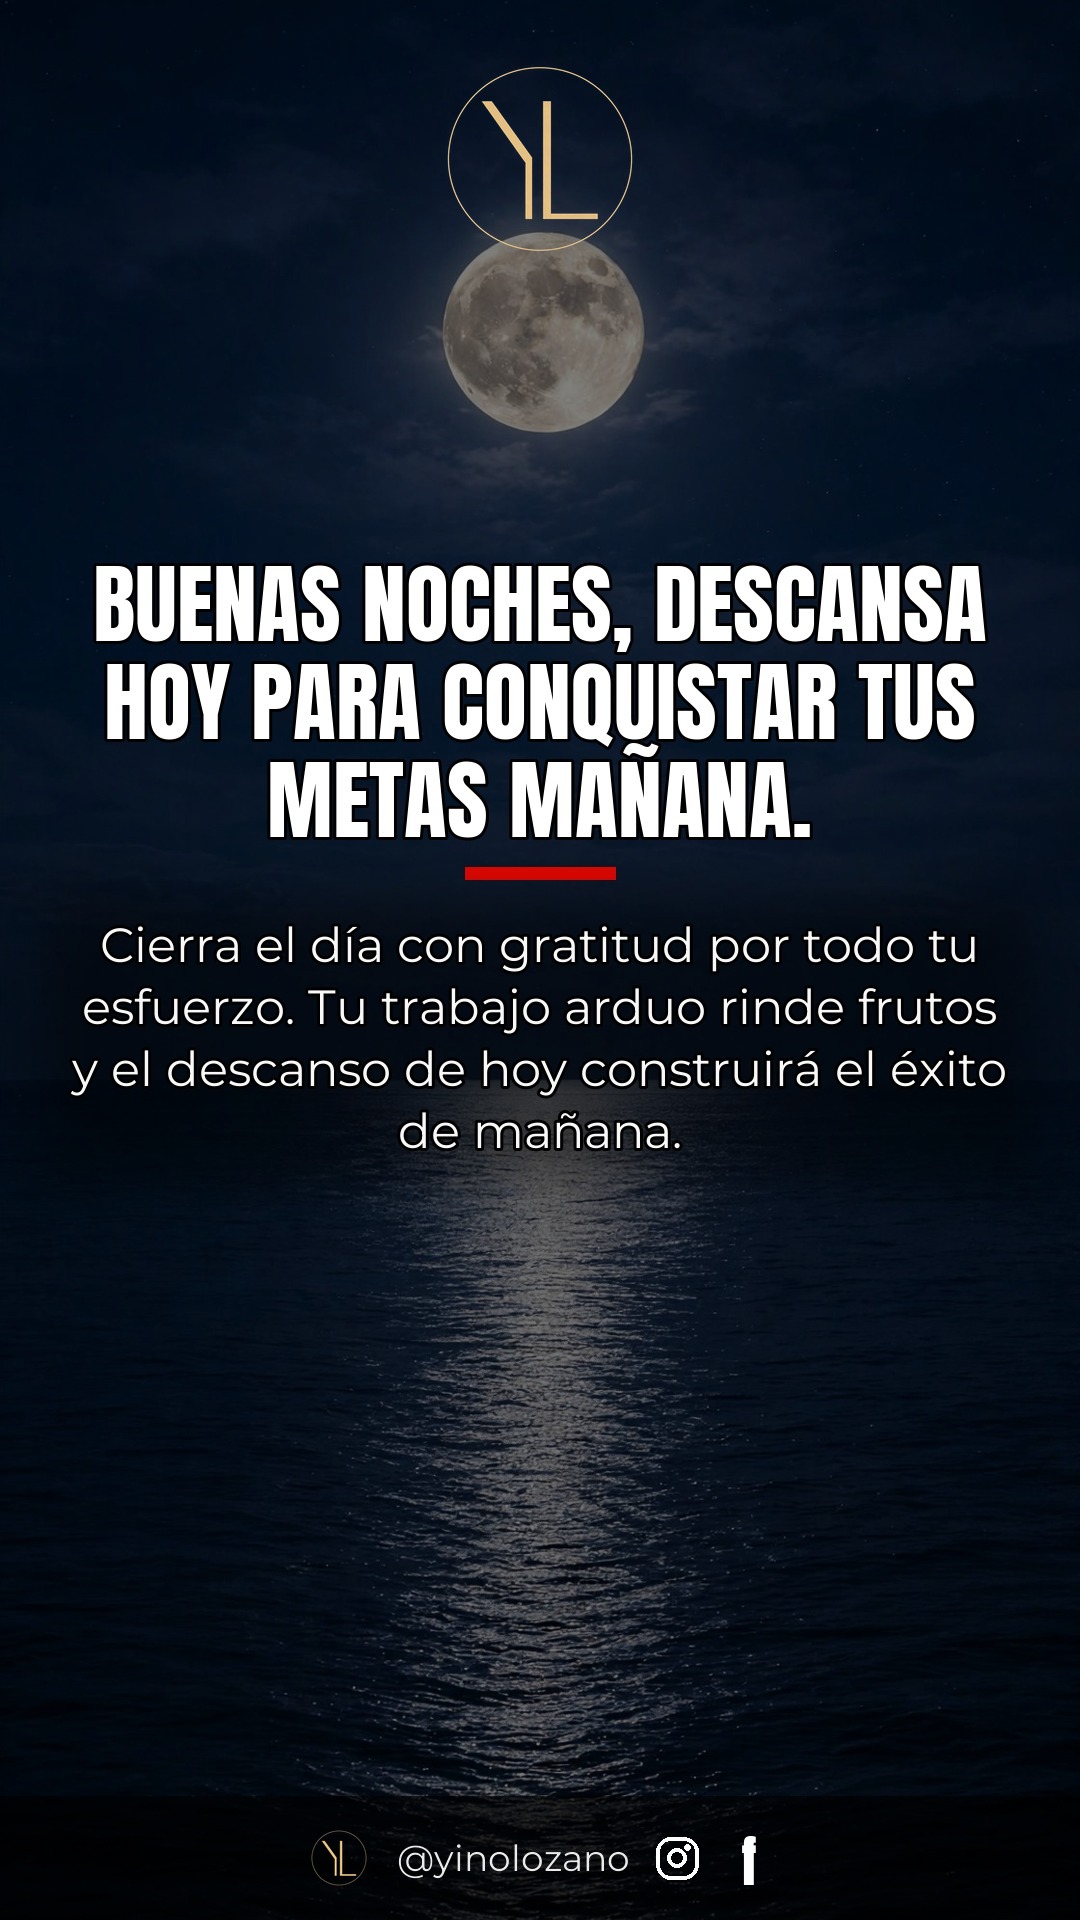 YL
BUENAS NOCHES, DESCANSA
HOY PARA CONQUISTAR TUS
METAS MAÑANA.
Cierra el día con gratitud por todo tu
esfuerzo. Tu trabajo arduo rinde frutos
y el descanso de hoy construirá el éxito
de mañana.
YL @yinolozano f